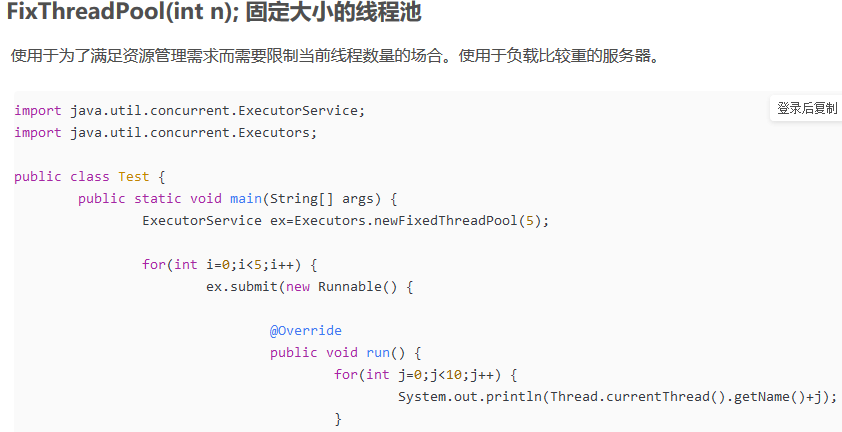 FixThreadPool(int n); 固定大小的线程池
使用于为了满足资源管理需求而需要限制当前线程数量的场合。使用于负载比较重的服务器。
登录后复制
import java.util.concurrent.ExecutorService;
import java.util.concurrent.Executors;
public class Test {
public static void main(String[] args) {
ExecutorService ex=Executors.newFixedThreadPool(5);
for(int i=0;i<5;i++) {
ex.submit(new Runnable() {
@Override
public void run() {
for(int j=0;j<10;j++) {
System.out.println(Thread.currentThread().getName()+j);
}